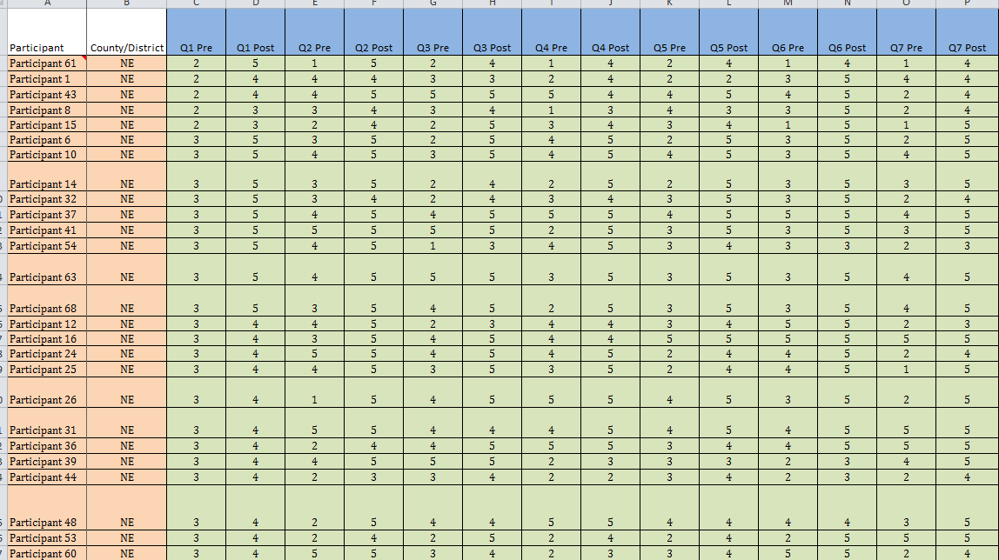 A B C D E F G H I J K L M N O P
Participant County/District Q1 Pre Q1 Post Q2 Pre Q2 Post Q3 Pre Q3 Post Q4 Pre Q4 Post Q5 Pre Q5 Post Q6 Pre Q6 Post Q7 Pre Q7 Post
Participant 61 NE 2 5 1 5 2 4 1 4 2 4 1 4 1 4
Participant 1 NE 2 4 4 4 3 3 2 4 2 2 3 5 4 4
Participant 43 NE 2 4 4 5 5 5 5 4 4 5 4 5 2 4
Participant 8 NE 2 3 3 4 3 4 1 3 4 3 3 5 2 4
Participant 15 NE 2 3 2 4 2 5 3 4 3 4 1 5 1 5
Participant 6 NE 3 5 3 5 2 5 4 5 2 5 3 5 2 5
Participant 10 NE 3 5 4 5 3 5 4 5 4 5 3 5 4 5
Participant 14 NE 3 5 3 5 2 4 2 5 2 5 3 5 3 5
Participant 32 NE 3 5 3 4 2 4 3 4 3 5 3 5 2 4
Participant 37 NE 3 5 4 5 4 5 5 5 4 5 5 5 4 5
Participant 41 NE 3 5 5 5 5 5 2 5 3 5 3 5 3 5
Participant 54 NE 3 5 4 5 1 3 4 5 3 4 3 3 2 3
Participant 63 NE 3 5 4 5 5 5 3 5 3 5 3 5 4 5
Participant 68 NE 3 5 3 5 4 5 2 5 3 5 3 5 4 5
Participant 12 NE 3 4 4 5 2 3 4 4 3 4 5 5 2 3
Participant 16 NE 3 4 3 5 4 5 4 4 5 5 5 5 5 5
Participant 24 NE 3 4 5 5 4 5 4 5 2 4 4 5 2 4
Participant 25 NE 3 4 4 5 3 5 3 5 2 4 4 5 1 5
Participant 26 NE 3 4 1 5 4 5 5 5 4 5 3 5 2 5
Participant 31 NE 3 4 5 5 4 4 4 5 4 5 4 5 5 5
Participant 36 NE 3 4 2 4 4 5 5 5 3 4 4 5 5 5
Participant 39 NE 3 4 4 5 5 5 2 3 3 3 2 3 4 5
Participant 44 NE 3 4 2 3 3 4 2 2 3 4 2 3 2 4
Participant 48 NE 3 4 2 5 4 4 5 5 4 4 4 4 3 5
Participant 53 NE 3 4 2 4 2 5 2 4 2 4 2 5 5 5
Participant 60 NE 3 4 5 5 3 4 2 3 3 4 5 5 2 4